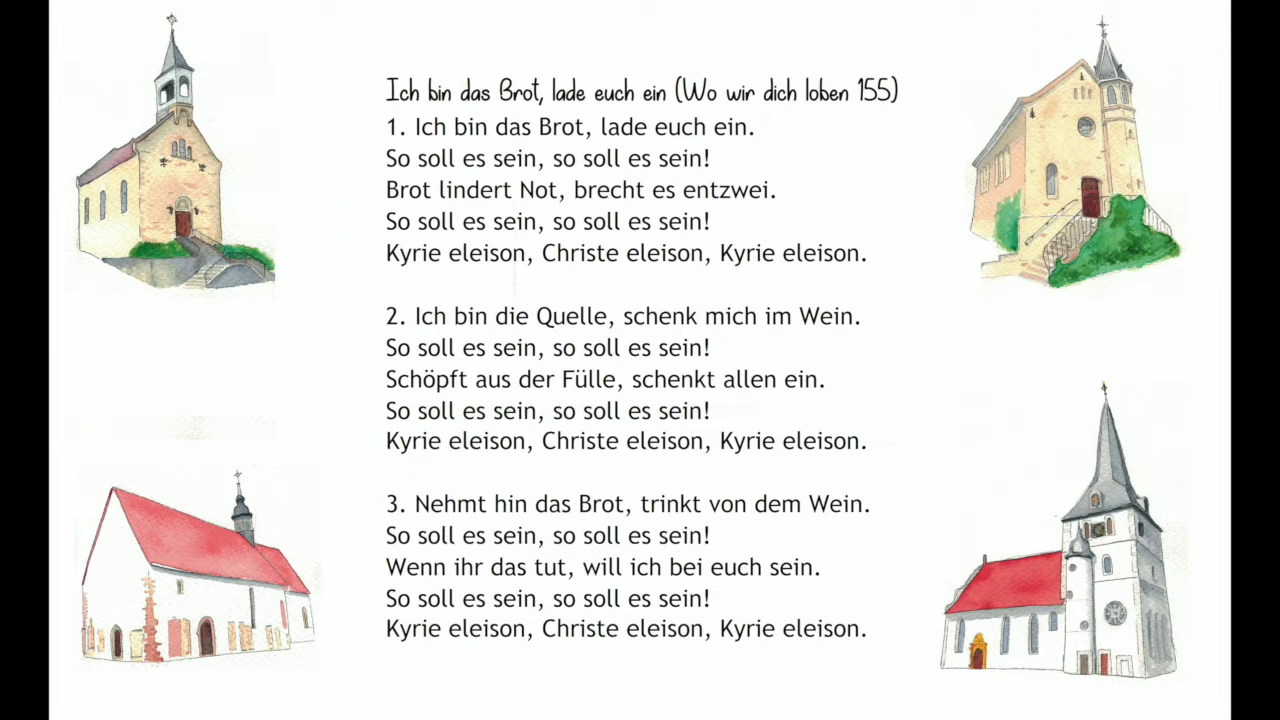 Ich bin das Brot, lade euch ein (Wo wir dich loben 155)
1. Ich bin das Brot, lade euch ein.
So soll es sein, so soll es sein!
Brot lindert Not, brecht es entzwei.
So soll es sein, so soll es sein!
Kyrie eleison, Christe eleison, Kyrie eleison.
2. Ich bin die Quelle, schenk mich im Wein.
So soll es sein, so soll es sein!
Schöpft aus der Fülle, schenkt allen ein.
So soll es sein, so soll es sein!
Kyrie eleison, Christe eleison, Kyrie eleison.
3. Nehmt hin das Brot, trinkt von dem Wein.
So soll es sein, so soll es sein!
Wenn ihr das tut, will ich bei euch sein.
So soll es sein, so soll es sein!
Kyrie eleison, Christe eleison, Kyrie eleison.